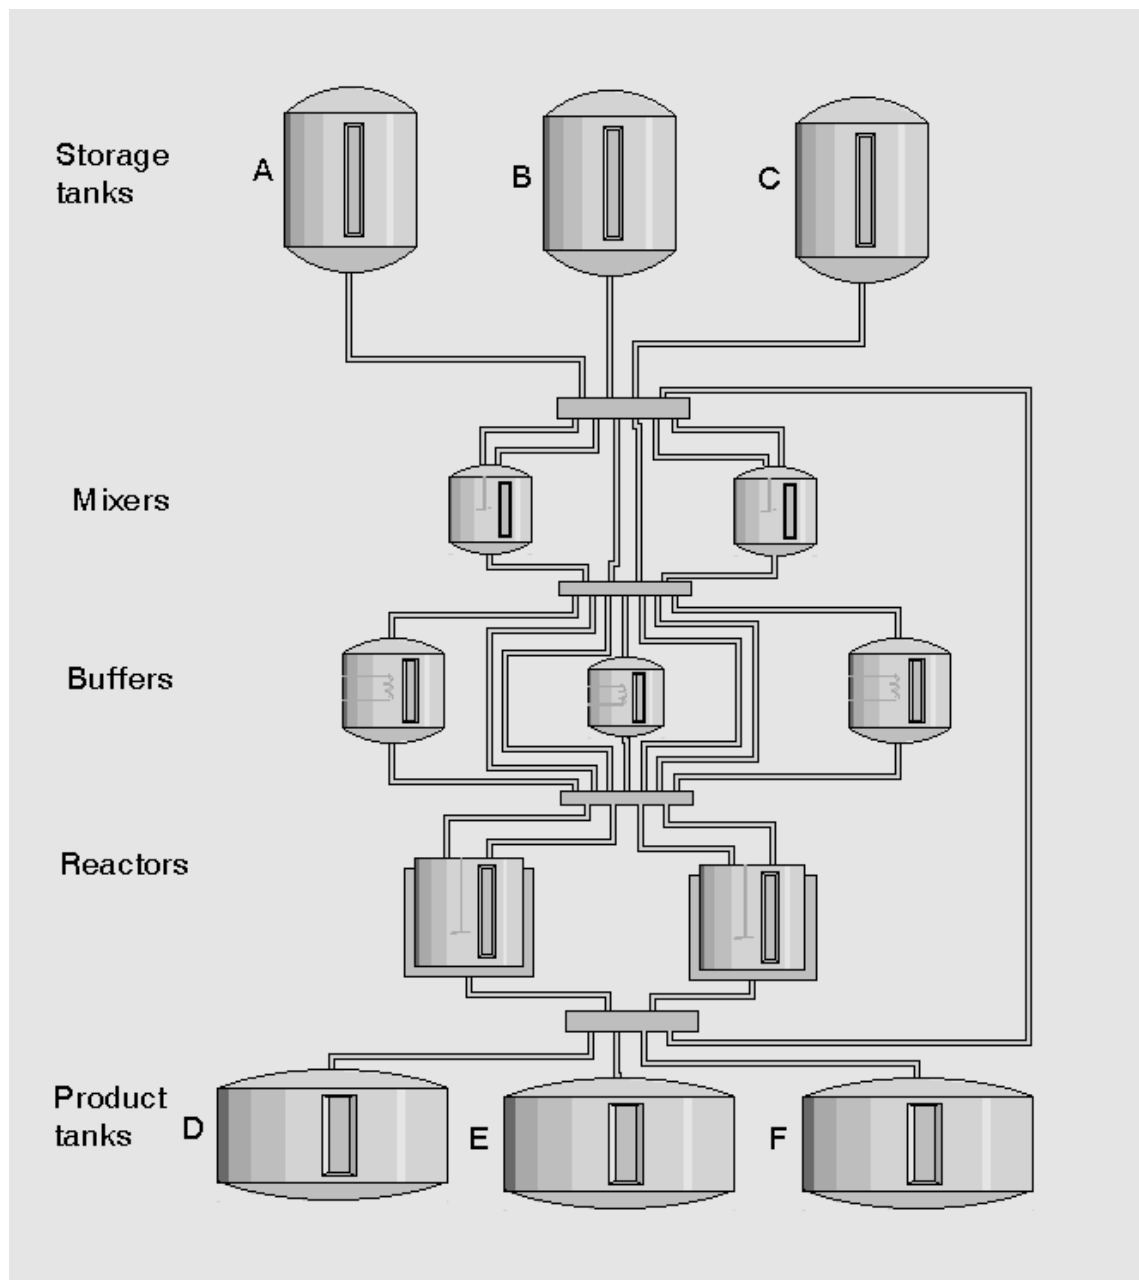 Storage
tanks
A
B
C
Mixers
Buffers
Reactors
Product
tanks
D
E
F